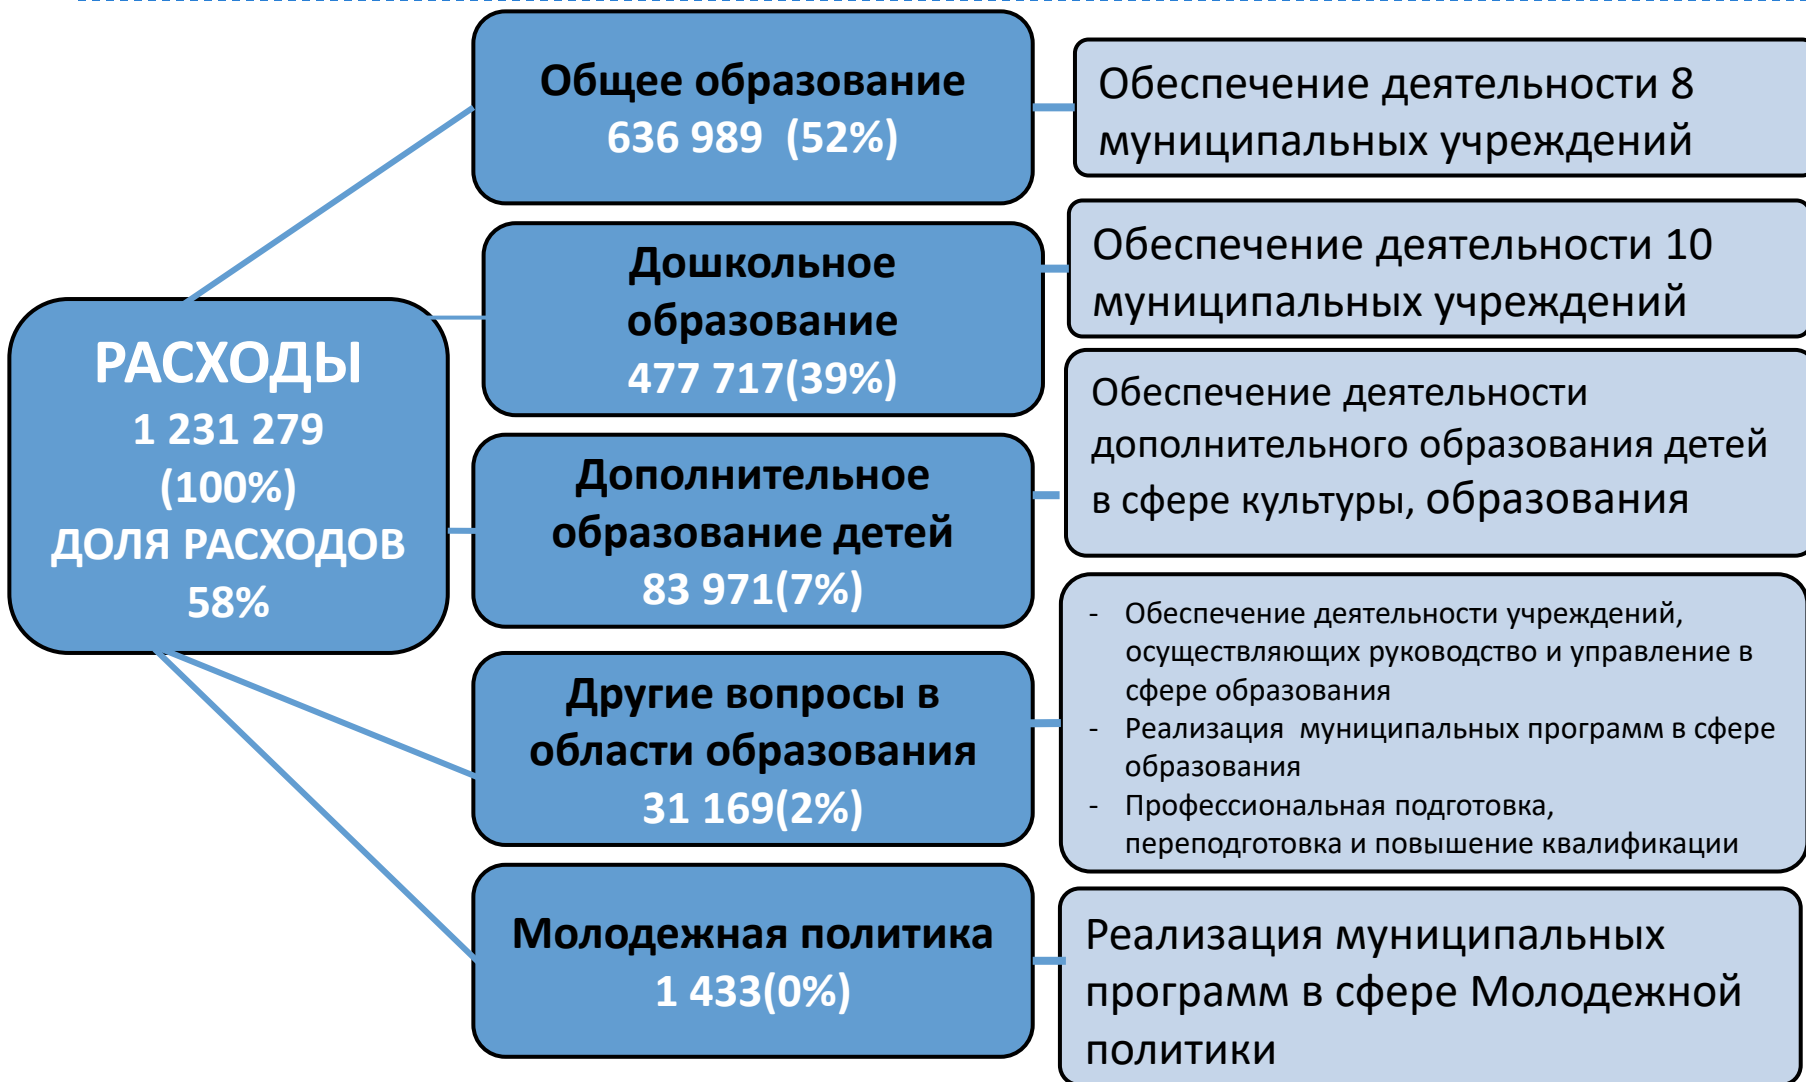 РАСХОДЫ
1 231 279
(100%)
ДОЛЯ РАСХОДОВ
58%
Общее образование
636 989  (52%)
Обеспечение деятельности 8
муниципальных учреждений
Дошкольное
образование
477 717(39%)
Обеспечение деятельности 10
муниципальных учреждений
Дополнительное
образование детей
83 971(7%)
Обеспечение деятельности
дополнительного образования детей
в сфере культуры, образования
Другие вопросы в
области образования
31 169(2%)
- Обеспечение деятельности учреждений,
осуществляющих руководство и управление в
сфере образования
- Реализация  муниципальных программ в сфере
образования
- Профессиональная подготовка,
переподготовка и повышение квалификации
Молодежная политика
1 433(0%)
Реализация муниципальных
программ в сфере Молодежной
политики